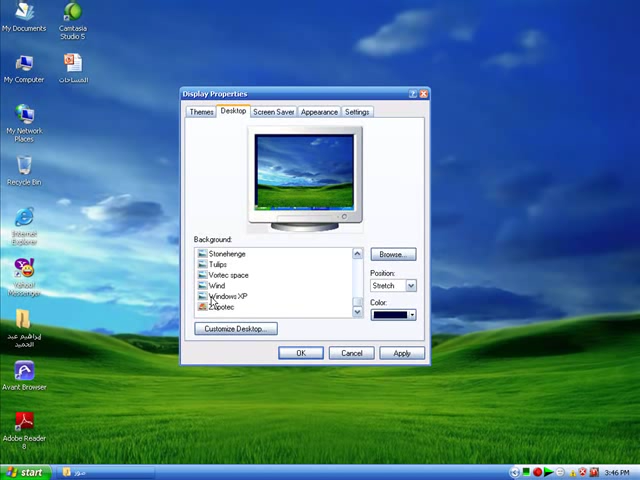 My Documents
Camtasia
Studio 5
My Computer
المساحات
My Network
Places
Recycle Bin
Internet
Explorer
Yahoo!
Messenger
إبراهيم عبد
الحميد
Avant Browser
Adobe Reader
8
Display Properties
Themes
Desktop
Screen Saver
Appearance
Settings
Background:
Stonehenge
Tulips
Vortec space
Wind
Windows XP
Zapotec
Browse...
Position:
Stretch
Color:
Customize Desktop...
OK
Cancel
Apply
start
صور
3:46 PM